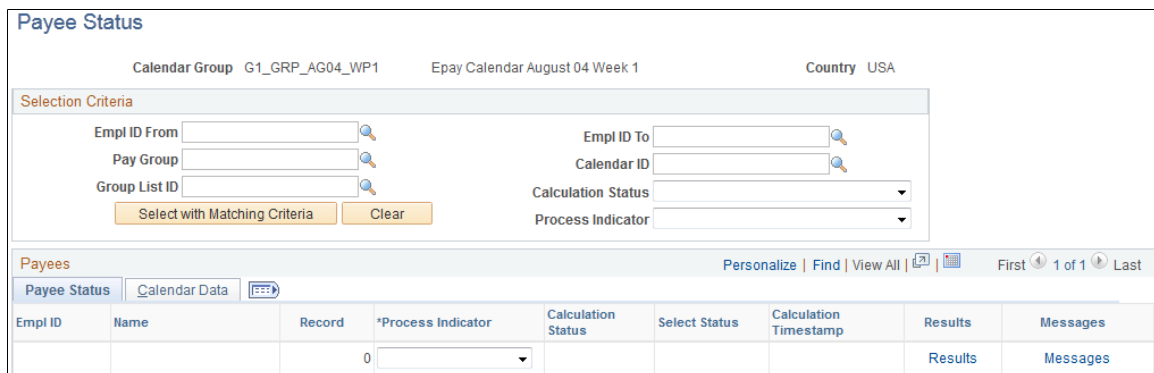 Payee Status
Calendar Group G1_GRP_AG04_WP1 Epay Calendar August 04 Week 1 Country USA
Selection Criteria
Empl ID From Empl ID To
Pay Group Calendar ID
Group List ID Calculation Status
Select with Matching Criteria Clear Process Indicator
Payees Personalize | Find | View All | | First 1 of 1 Last
Payee Status Calendar Data
Empl ID Name Record *Process Indicator Calculation Status Select Status Calculation Timestamp Results Messages
0 Results Messages